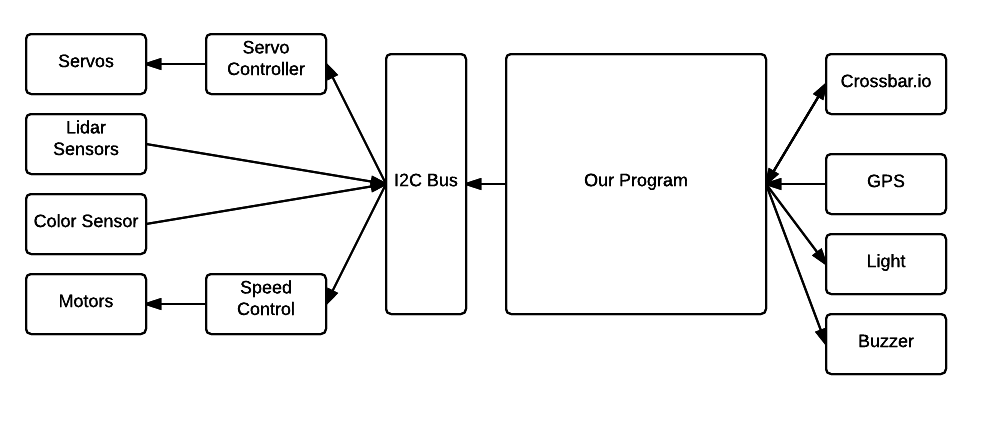 Servos
Servo
Controller
Lidar
Sensors
Color Sensor
Motors
Speed
Control
I2C Bus
Our Program
Crossbar.io
GPS
Light
Buzzer